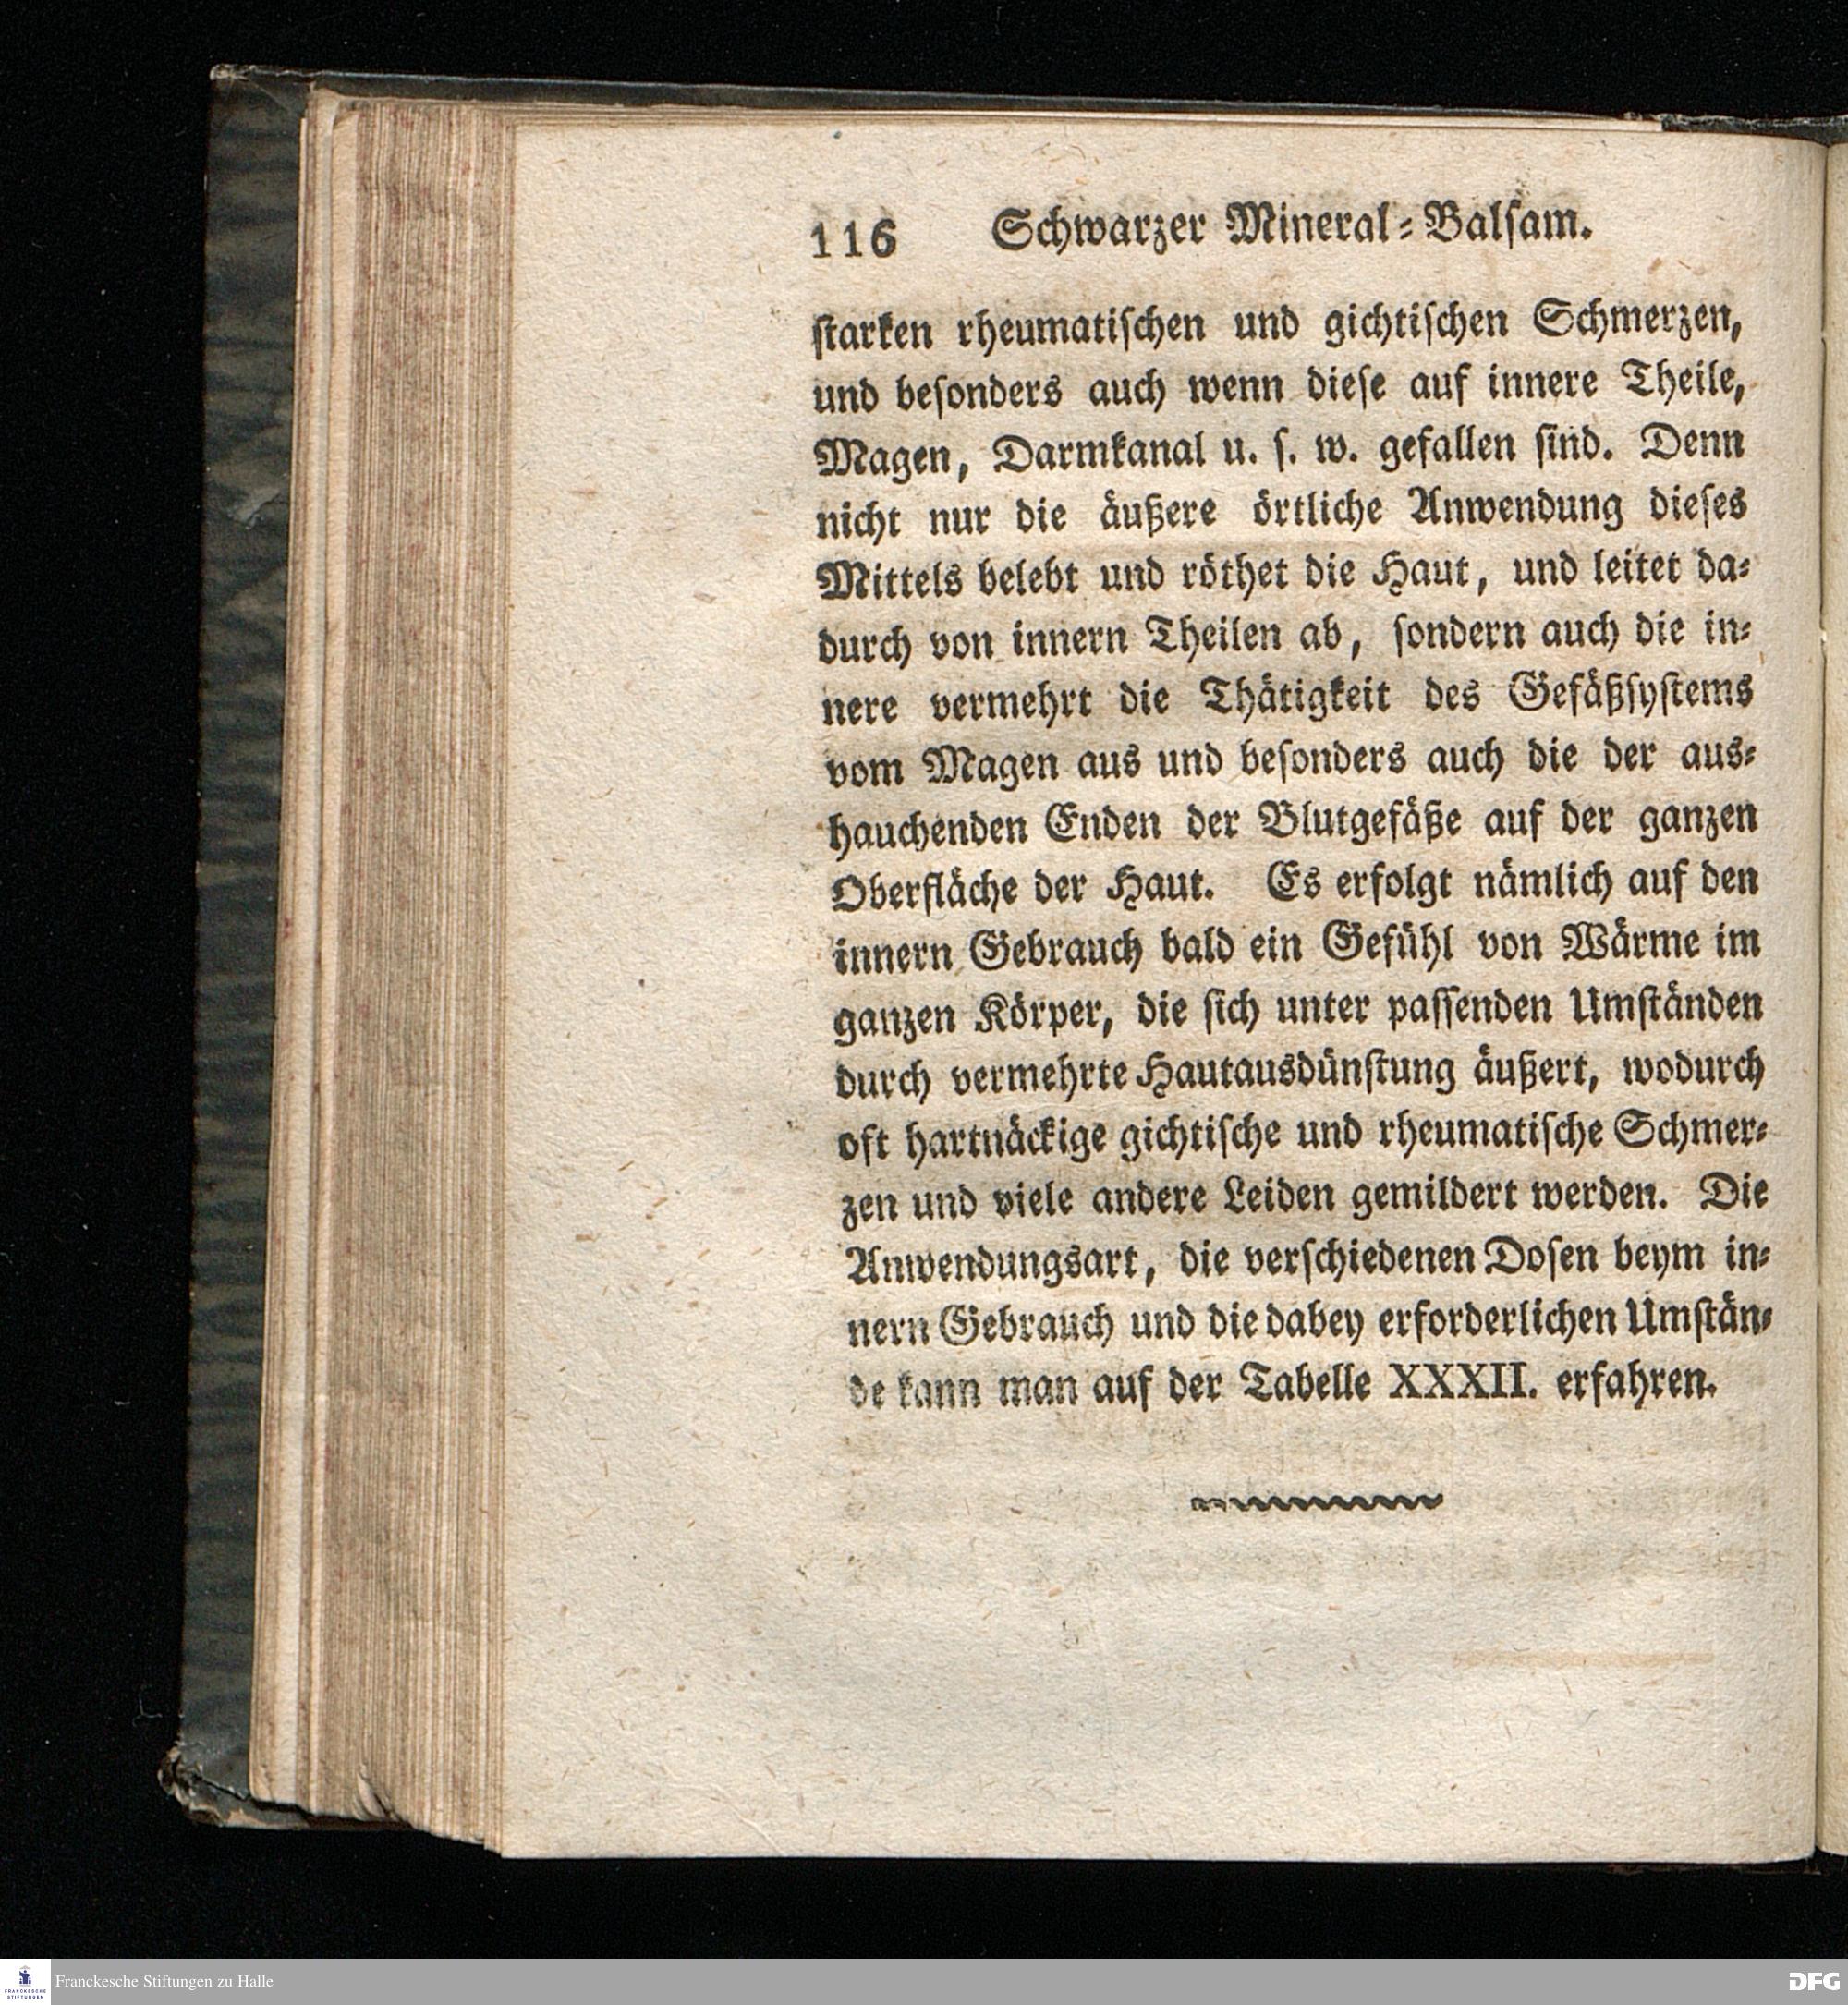 116 Schwarzer Mineral⸗Balſam.
ſtarken rheumatiſchen und gichtiſchen Schmerzen,
und beſonders auch wenn dieſe auf innere Theile,
Magen, Darmkanal u. ſ. w. gefallen ſind. Denn
nicht nur die äußere örtliche Anwendung dieſes
Mittels belebt und röthet die Haut, und leitet da⸗
durch von innern Theilen ab, ſondern auch die in⸗
nere vermehrt die Thätigkeit des Gefäßſyſtems
vom Magen aus und beſonders auch die der aus⸗
hauchenden Enden der Blutgefäße auf der ganzen
Oberfläche der Haut. Es erfolgt nämlich auf den
innern Gebrauch bald ein Gefühl von Wärme im
ganzen Körper, die ſich unter paſſenden Umſtänden
durch vermehrte Hautausdünſtung äußert, wodurch
oft hartnäckige gichtiſche und rheumatiſche Schmer⸗
zen und viele andere Leiden gemildert werden. Die
Anwendungsart, die verſchiedenen Doſen beym in⸗
nern Gebrauch und die dabey erforderlichen Umſtän⸗
de kann man auf der Tabelle XXXII. erfahren.
FRANCKESCHE
STIFTUNGEN
Franckesche Stiftungen zu Halle
DFG